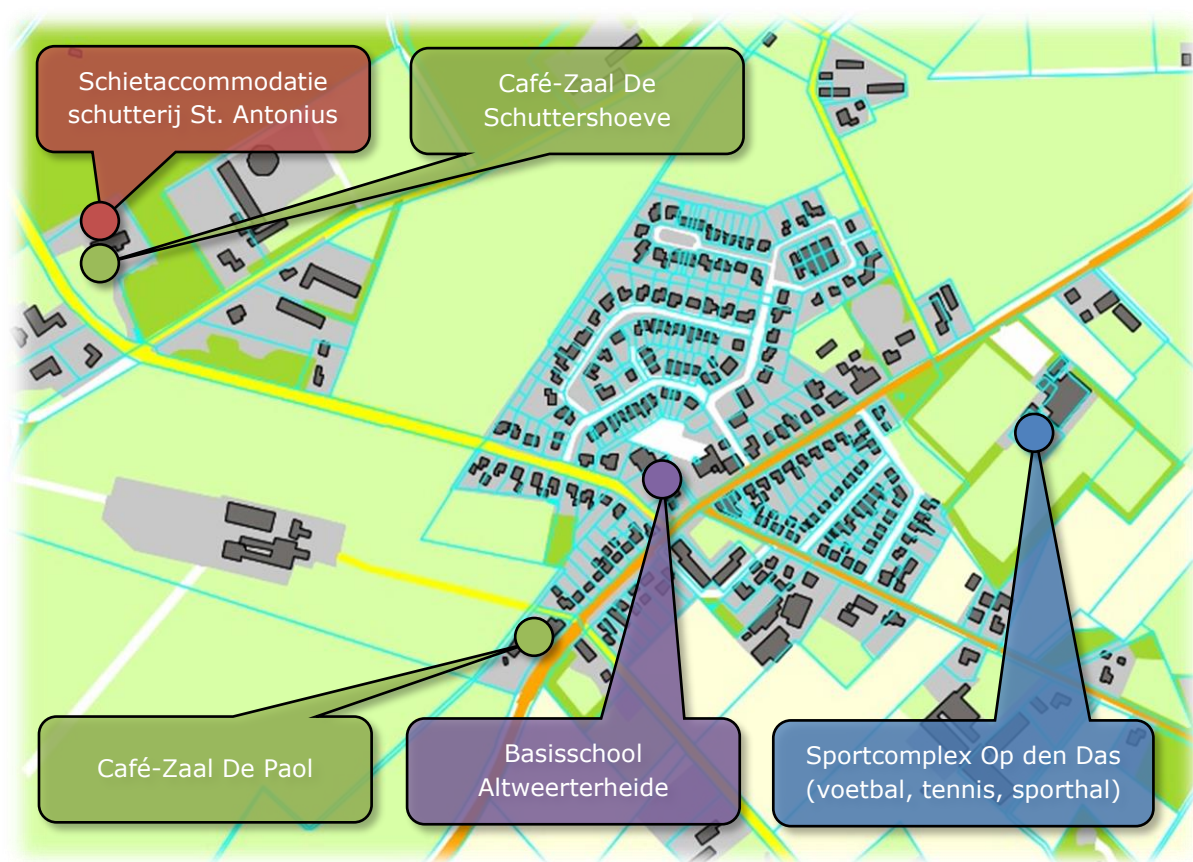 Schietaccommodatie
schutterij St. Antonius
Café-Zaal De
Schuttershoeve
Café-Zaal De Paol
Basisschool
Altweerterheide
Sportcomplex Op den Das
(voetbal, tennis, sporthal)